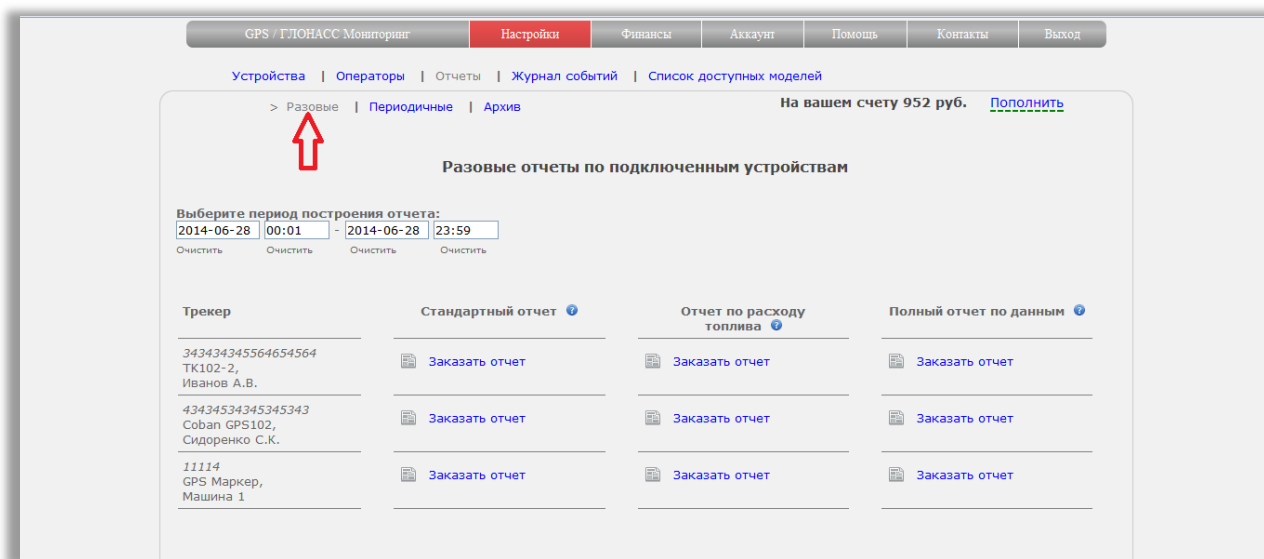 GPS / ГЛОНАСС Мониторинг Настройки Финансы Аккаунт Помощь Контакты Выход
Устройства | Операторы | Отчеты | Журнал событий | Список доступных моделей
> Разовые | Периодичные | Архив На вашем счету 952 руб. Пополнить
Разовые отчеты по подключенным устройствам
Выберите период построения отчета:
2014-06-28 00:01 - 2014-06-28 23:59
Очистить Очистить Очистить Очистить
Трекер Стандартный отчет Отчет по расходу Полный отчет по данным
топлива
343434345564654564
TK102-2, Заказать отчет Заказать отчет Заказать отчет
Иванов А.В.
43434534345345343
Coban GPS102, Заказать отчет Заказать отчет Заказать отчет
Сидоренко С.К.
11114
GPS Маркер, Заказать отчет Заказать отчет Заказать отчет
Машина 1